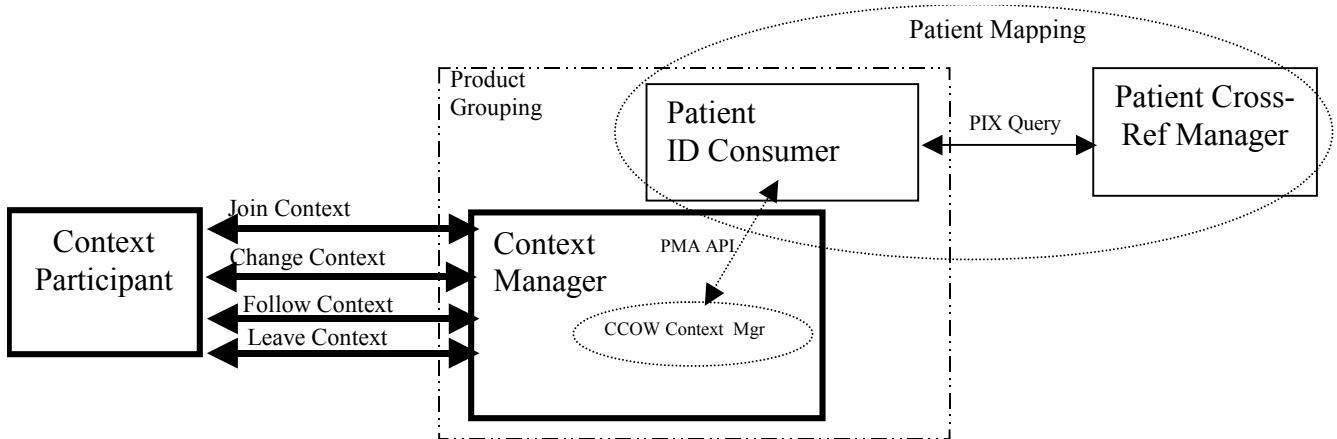 Patient Mapping
Product
Grouping
Patient
ID Consumer
PIX Query
Patient Cross-
Ref Manager
Context
Participant
Join Context
Change Context
Follow Context
Leave Context
Context
Manager
PMA API
CCOW Context Mgr